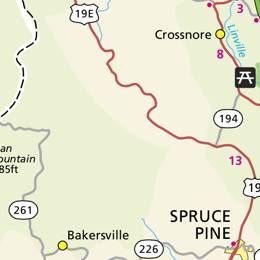 3
19E
Crossnore
Linville
8
194
an
ountain
85ft
13
19
261
SPRUCE
PINE
Bakersville
226